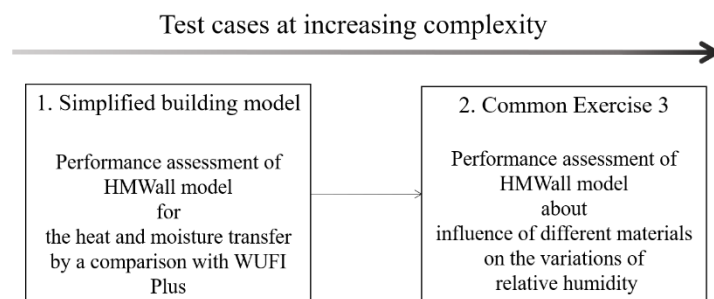 Test cases at increasing complexity
1. Simplified building model
Performance assessment of
HMWall model
for
the heat and moisture transfer
by a comparison with WUFI
Plus
2. Common Exercise 3
Performance assessment of
HMWall model
about
influence of different materials
on the variations of
relative humidity